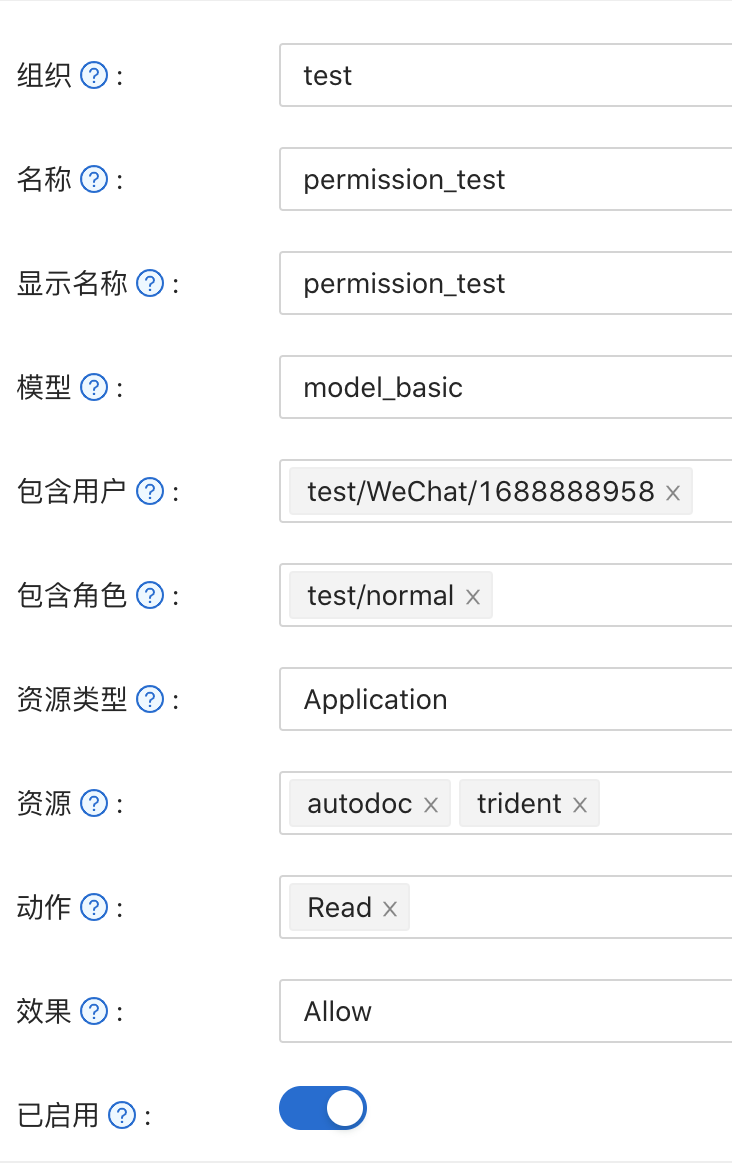 组织 ? : test
名称 ? : permission_test
显示名称 ? : permission_test
模型 ? : model_basic
包含用户 ? : test/WeChat/1688888958 ×
包含角色 ? : test/normal ×
资源类型 ? : Application
资源 ? : autodoc × trident ×
动作 ? : Read ×
效果 ? : Allow
已启用 ? :